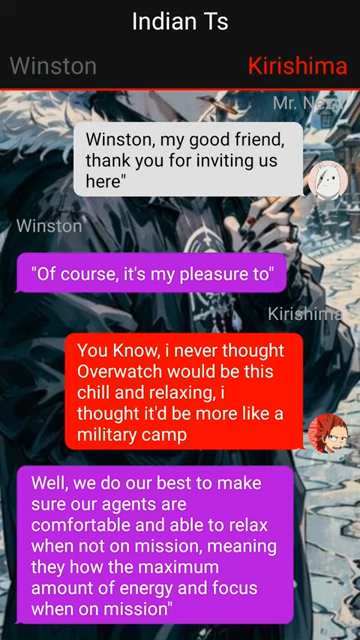 Indian Ts
Winston
Kirishima
Mr. Nezu
Winston, my good friend,
thank you for inviting us
here"
Winston
"Of course, it's my pleasure to"
Kirishima
You Know, i never thought
Overwatch would be this
chill and relaxing, i
thought it'd be more like a
military camp
Well, we do our best to make
sure our agents are
comfortable and able to relax
when not on mission, meaning
they how the maximum
amount of energy and focus
when on mission"